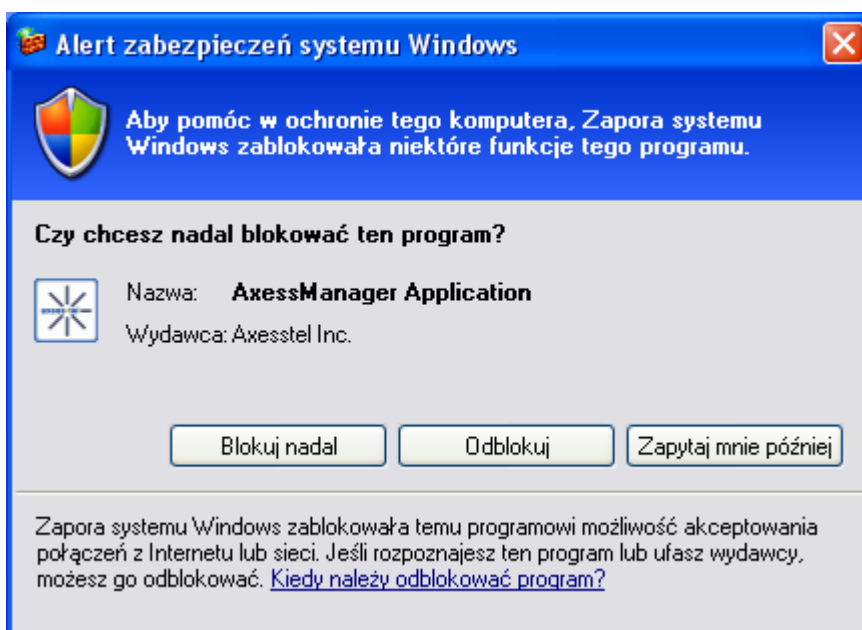 Alert zabezpieczeń systemu Windows
Aby pomóc w ochronie tego komputera, Zapora systemu
Windows zablokowała niektóre funkcje tego programu.
Czy chcesz nadal blokować ten program?
Nazwa: AxessManager Application
Wydawca: Axesstel Inc.
Blokuj nadal Odblokuj Zapytaj mnie później
Zapora systemu Windows zablokowała temu programowi możliwość akceptowania
połączeń z Internetu lub sieci. Jeśli rozpoznajesz ten program lub ufasz wydawcy,
możesz go odblokować. Kiedy należy odblokować program?